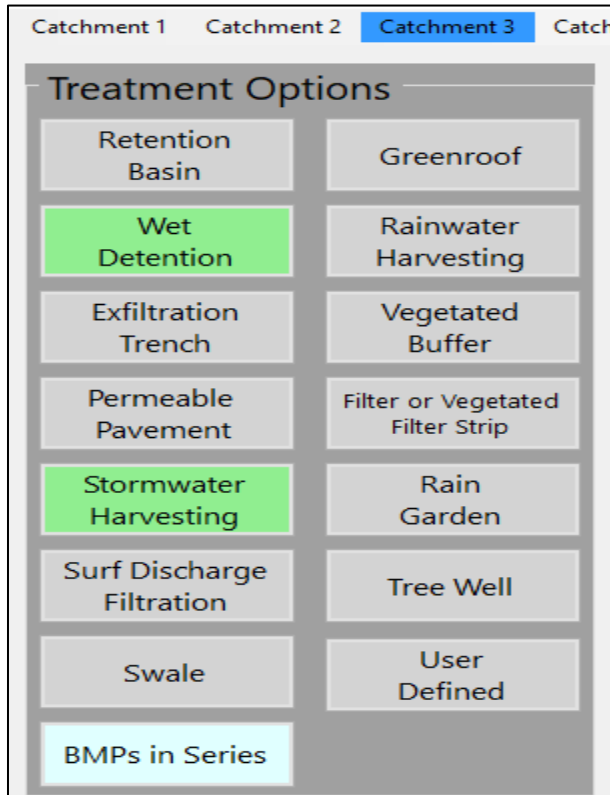 Catchment 1 Catchment 2 Catchment 3 Catch
Treatment Options
Retention
Basin
Greenroof
Wet
Detention
Rainwater
Harvesting
Exfiltration
Trench
Vegetated
Buffer
Permeable
Pavement
Filter or Vegetated
Filter Strip
Stormwater
Harvesting
Rain
Garden
Surf Discharge
Filtration
Tree Well
Swale
User
Defined
BMPs in Series